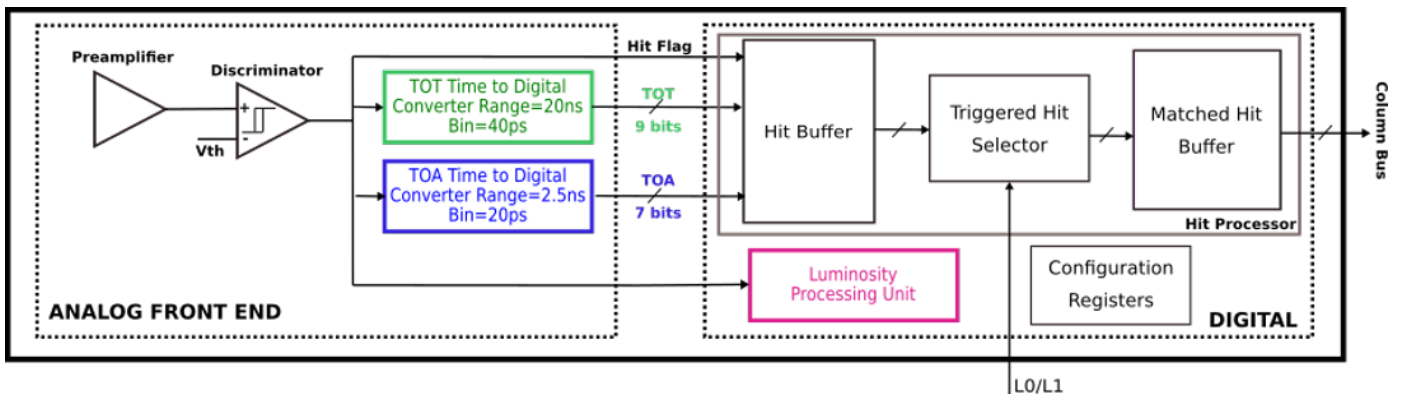 Preamplifier
Discriminator
+
-
Vth
Hit Flag
TOT Time to Digital
Converter Range=20ns
Bin=40ps
TOT
9 bits
TOA Time to Digital
Converter Range=2.5ns
Bin=20ps
TOA
7 bits
Hit Buffer
Triggered Hit
Selector
Matched Hit
Buffer
Hit Processor
Column Bus
Luminosity
Processing Unit
Configuration
Registers
ANALOG FRONT END
DIGITAL
L0/L1